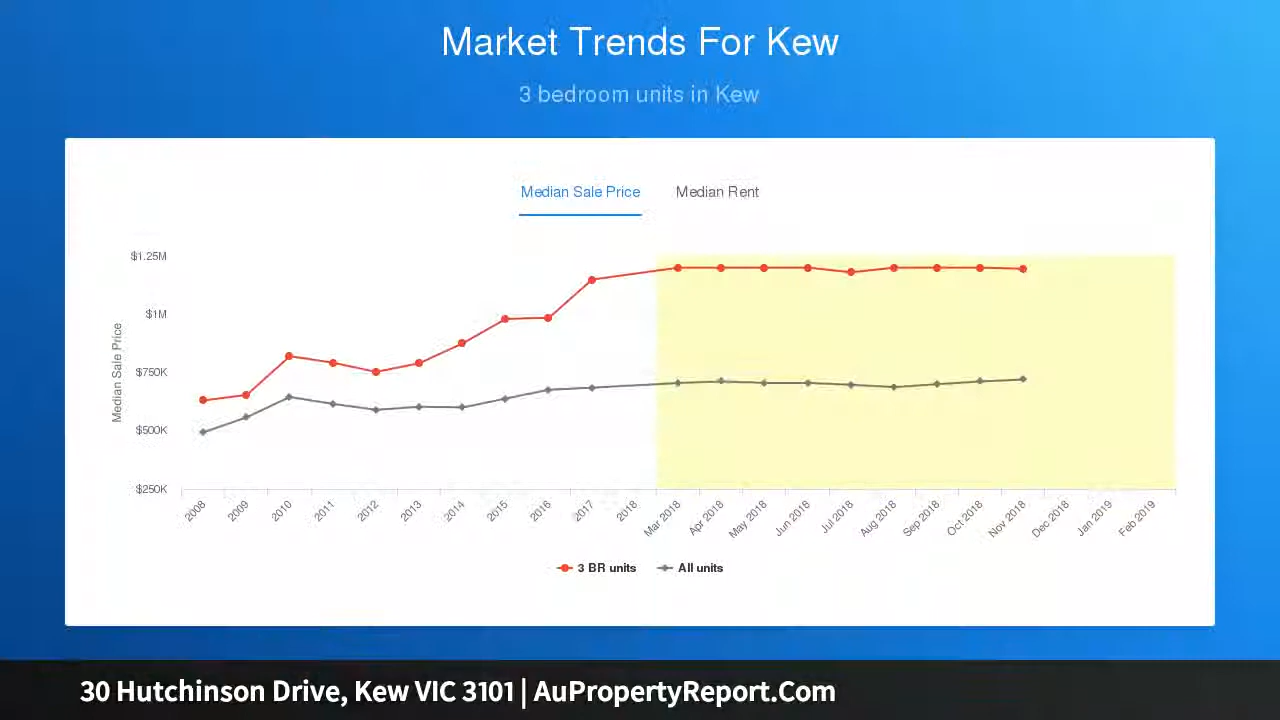 Market Trends For Kew
3 bedroom units in Kew
Median Sale Price
Median Rent
$1.25M
$1M
$750K
$500K
$250K
Median Sale Price
2008
2009
2010
2011
2012
2013
2014
2015
2016
2017
2018
Mar 2018
Apr 2018
May 2018
Jun 2018
Jul 2018
Aug 2018
Sep 2018
Oct 2018
Nov 2018
Dec 2018
Jan 2019
Feb 2019
3 BR units
All units
30 Hutchinson Drive, Kew VIC 3101 | AuPropertyReport.Com